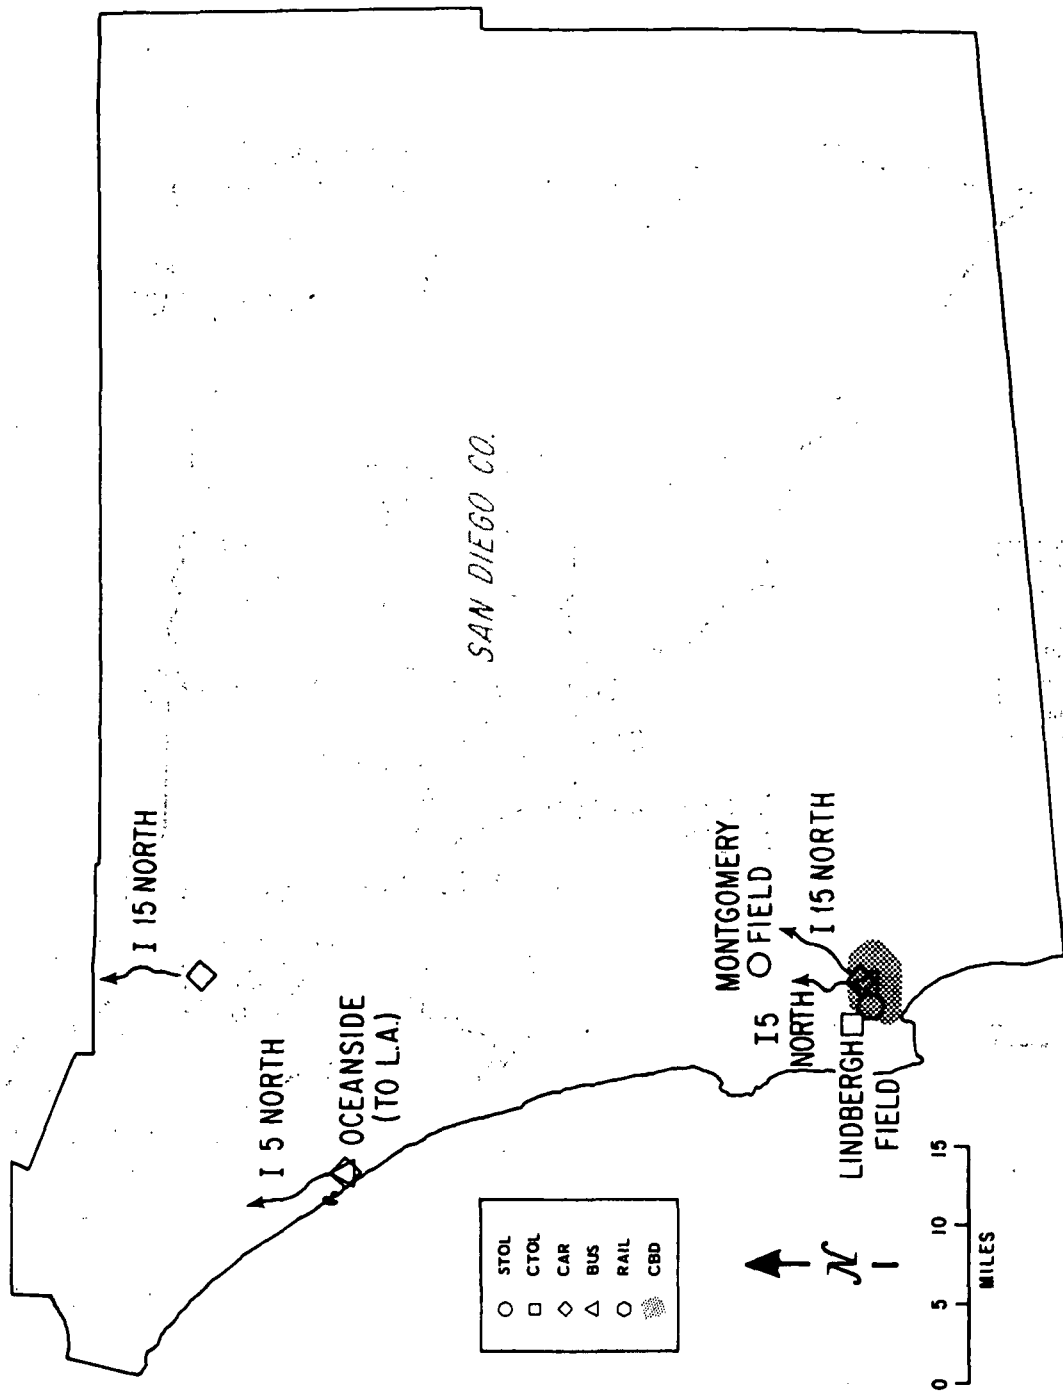 I 15 NORTH
I 5 NORTH
OCEANSIDE
(TO L.A.)
SAN DIEGO CO.
MONTGOMERY
FIELD
I 15 NORTH
I 5
NORTH
LINDBERGH
FIELD
STOL
CTOL
CAR
BUS
RAIL
CBD
N
0 5 10 15
MILES